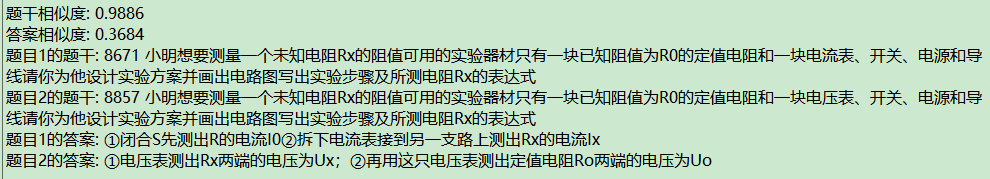 题干相似度: 0.9886
答案相似度: 0.3684
题目1的题干: 8671 小明想要测量一个未知电阻Rx的阻值可用的实验器材只有一块已知阻值为R0的定值电阻和一块电流表、开关、电源和导
线请你为他设计实验方案并画出电路图写出实验步骤及所测电阻Rx的表达式
题目2的题干: 8857 小明想要测量一个未知电阻Rx的阻值可用的实验器材只有一块已知阻值为R0的定值电阻和一块电压表、开关、电源和导
线请你为他设计实验方案并画出电路图写出实验步骤及所测电阻Rx的表达式
题目1的答案: ①闭合S先测出R的电流I0②拆下电流表接到另一支路上测出Rx的电流Ix
题目2的答案: ①电压表测出Rx两端的电压为Ux；②再用这只电压表测出定值电阻Ro两端的电压为Uo